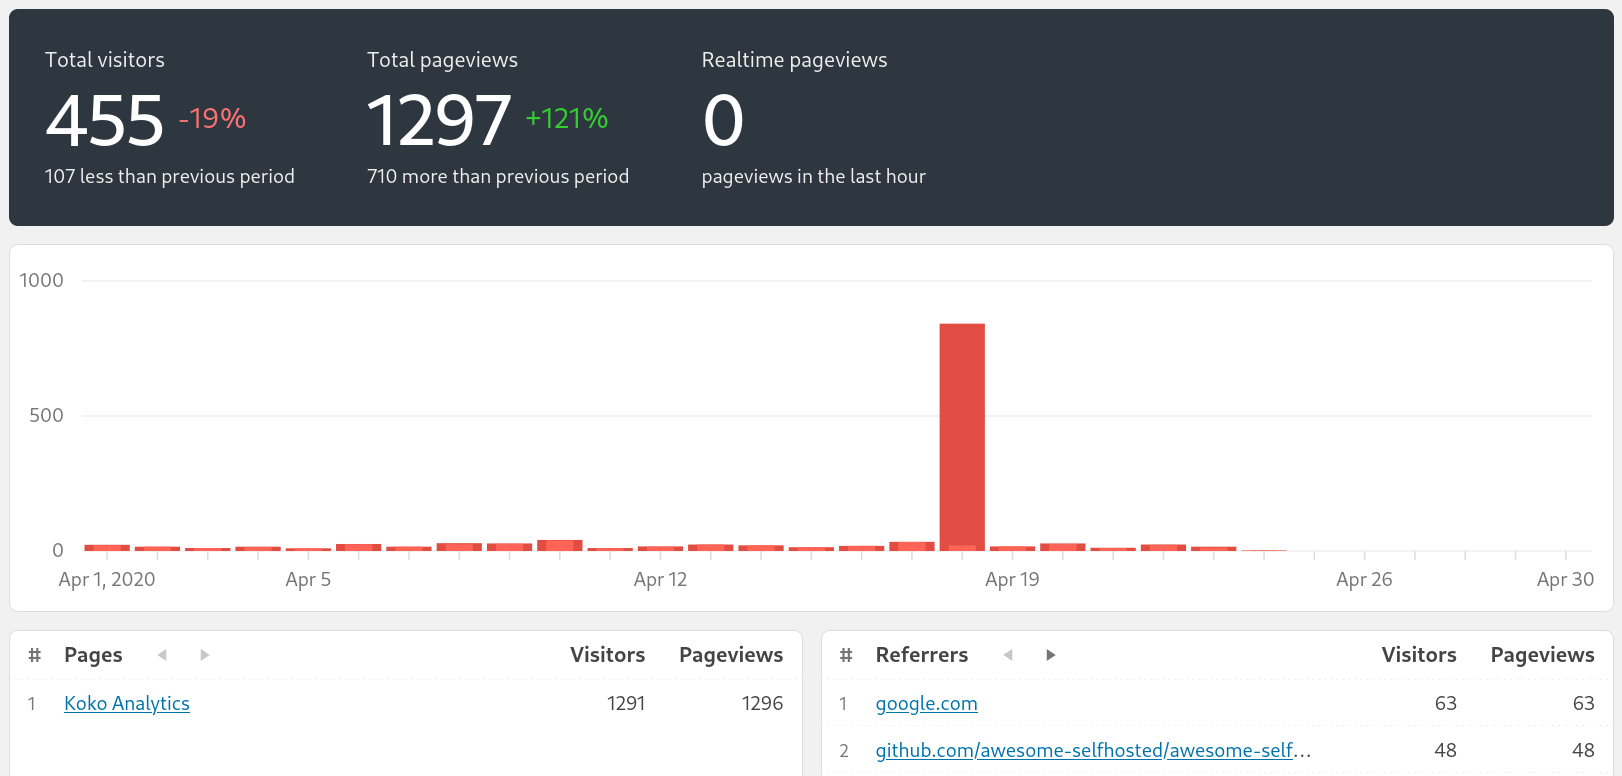 Total visitors
455 -19%
107 less than previous period
Total pageviews
1297 +121%
710 more than previous period
Realtime pageviews
0
pageviews in the last hour
1000
500
0
Apr 1, 2020 Apr 5 Apr 12 Apr 19 Apr 26 Apr 30
# Pages ◀ ▶ Visitors Pageviews
1 Koko Analytics 1291 1296
# Referrers ◀ ▶ Visitors Pageviews
1 google.com 63 63
2 github.com/awesome-selfhosted/awesome-self… 48 48